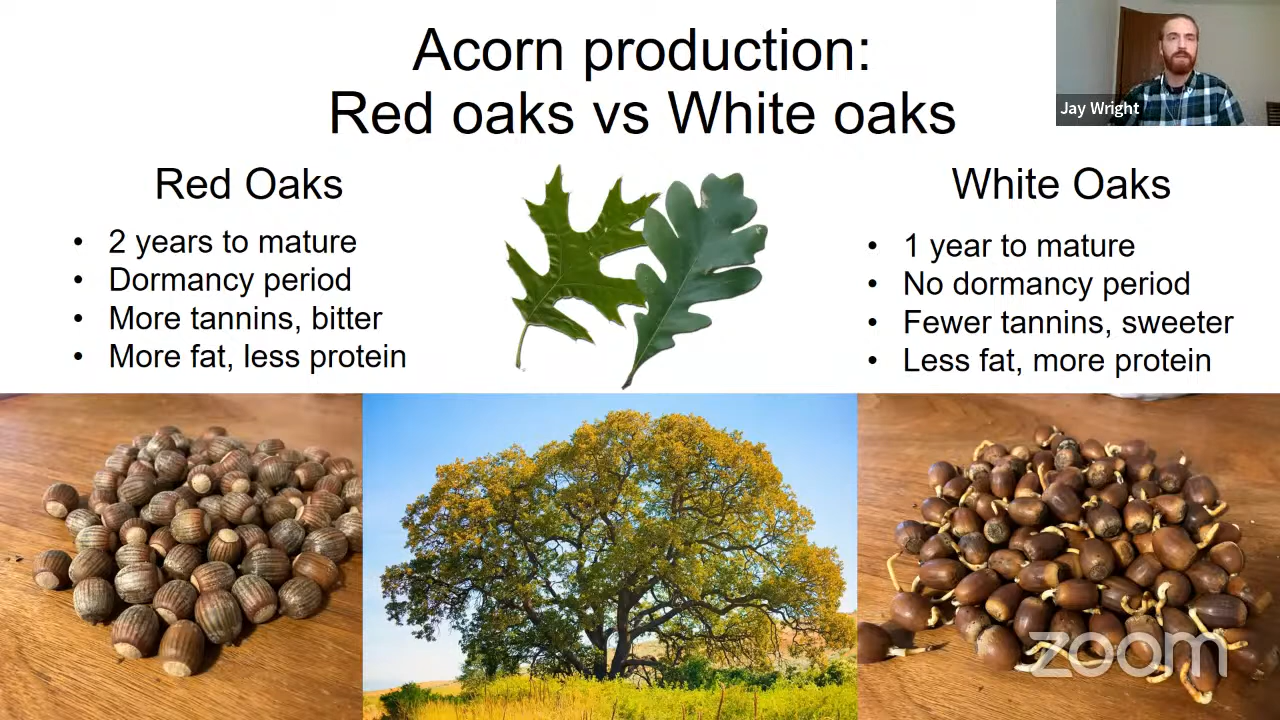 Acorn production:
Red oaks vs White oaks
Jay Wright
Red Oaks
• 2 years to mature
• Dormancy period
• More tannins, bitter
• More fat, less protein
White Oaks
• 1 year to mature
• No dormancy period
• Fewer tannins, sweeter
• Less fat, more protein
zoom